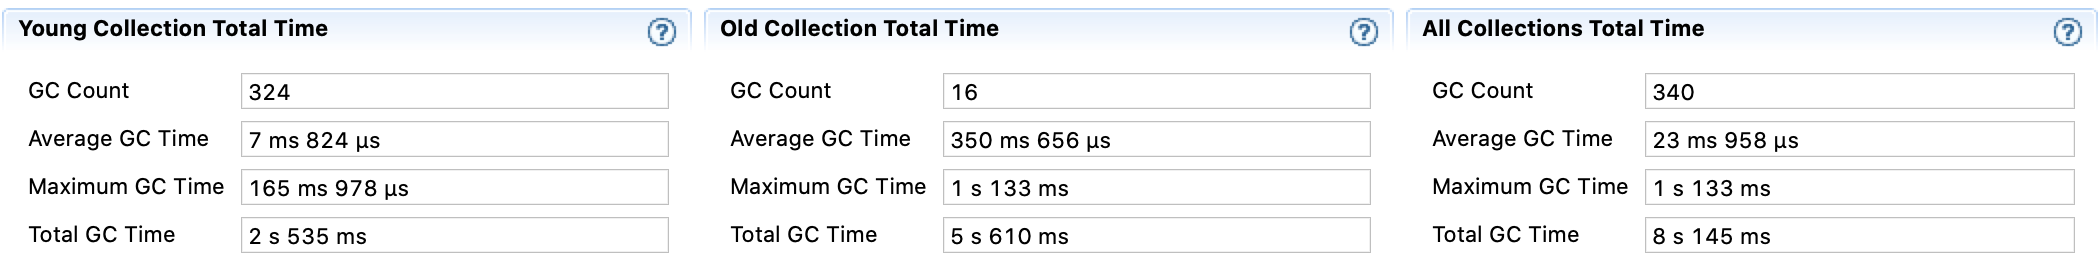 Young Collection Total Time
GC Count 324
Average GC Time 7 ms 824 µs
Maximum GC Time 165 ms 978 µs
Total GC Time 2 s 535 ms
Old Collection Total Time
GC Count 16
Average GC Time 350 ms 656 µs
Maximum GC Time 1 s 133 ms
Total GC Time 5 s 610 ms
All Collections Total Time
GC Count 340
Average GC Time 23 ms 958 µs
Maximum GC Time 1 s 133 ms
Total GC Time 8 s 145 ms